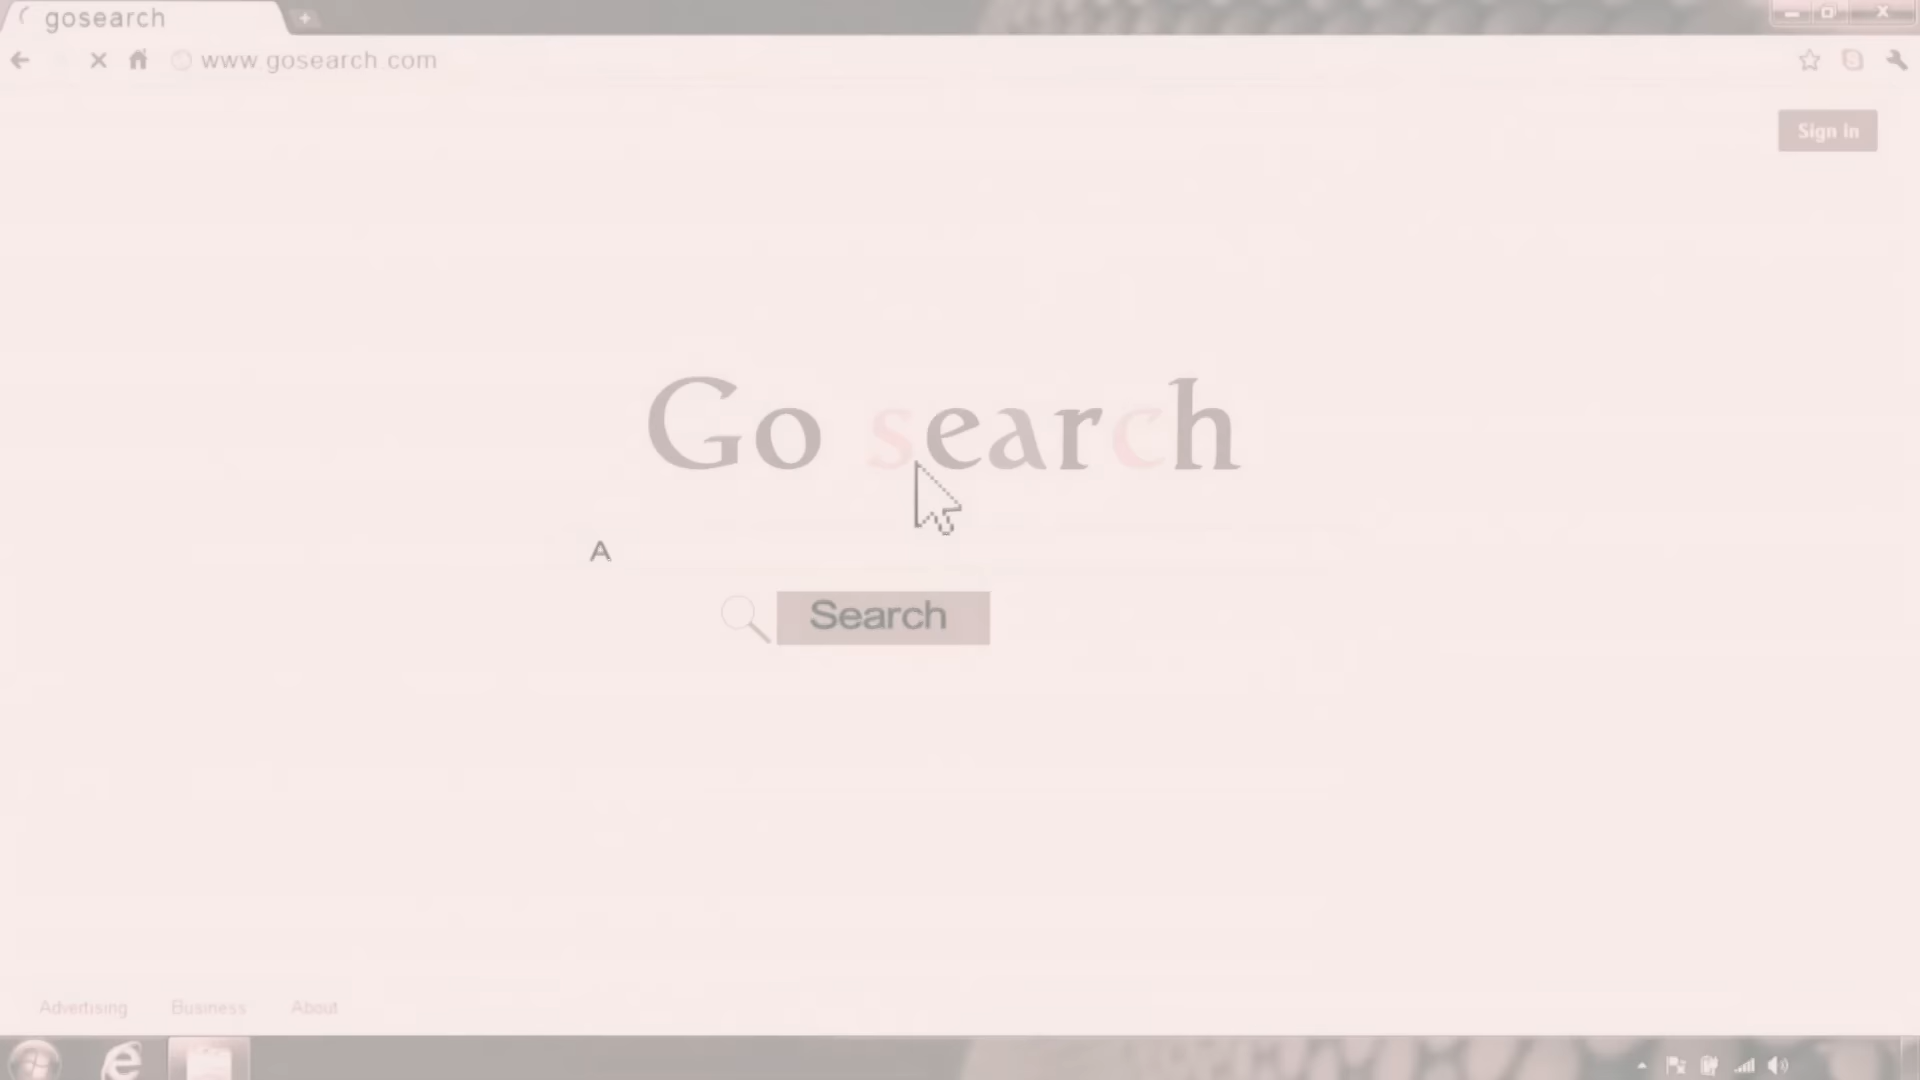 gosearch
www gosearch com
Sign in
Go search
A
Search
Advertising Business About